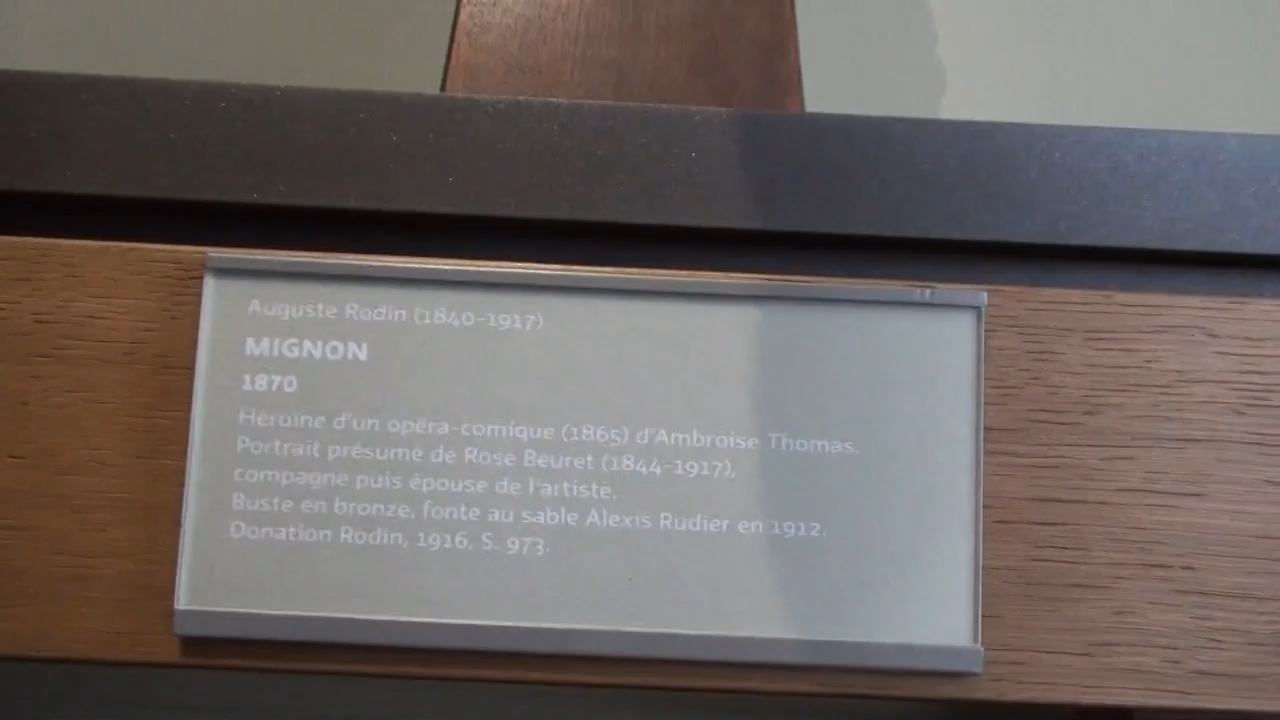 Auguste Rodin (1840-1917)
MIGNON
1870
Héroïne d'un opéra-comique (1865) d'Ambroise Thomas.
Portrait présumé de Rose Beuret (1844-1917),
compagne puis épouse de l'artiste.
Buste en bronze, fonte au sable Alexis Rudier en 1912.
Donation Rodin, 1916, S. 973.